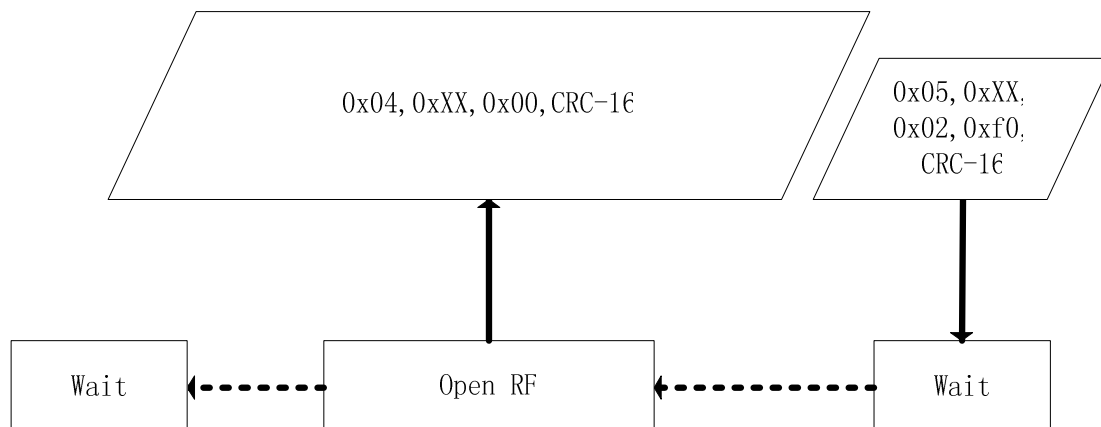 0x04,0xXX,0x00,CRC-16
0x05,0xXX,
0x02,0xf0,
CRC-16
Wait
Open RF
Wait